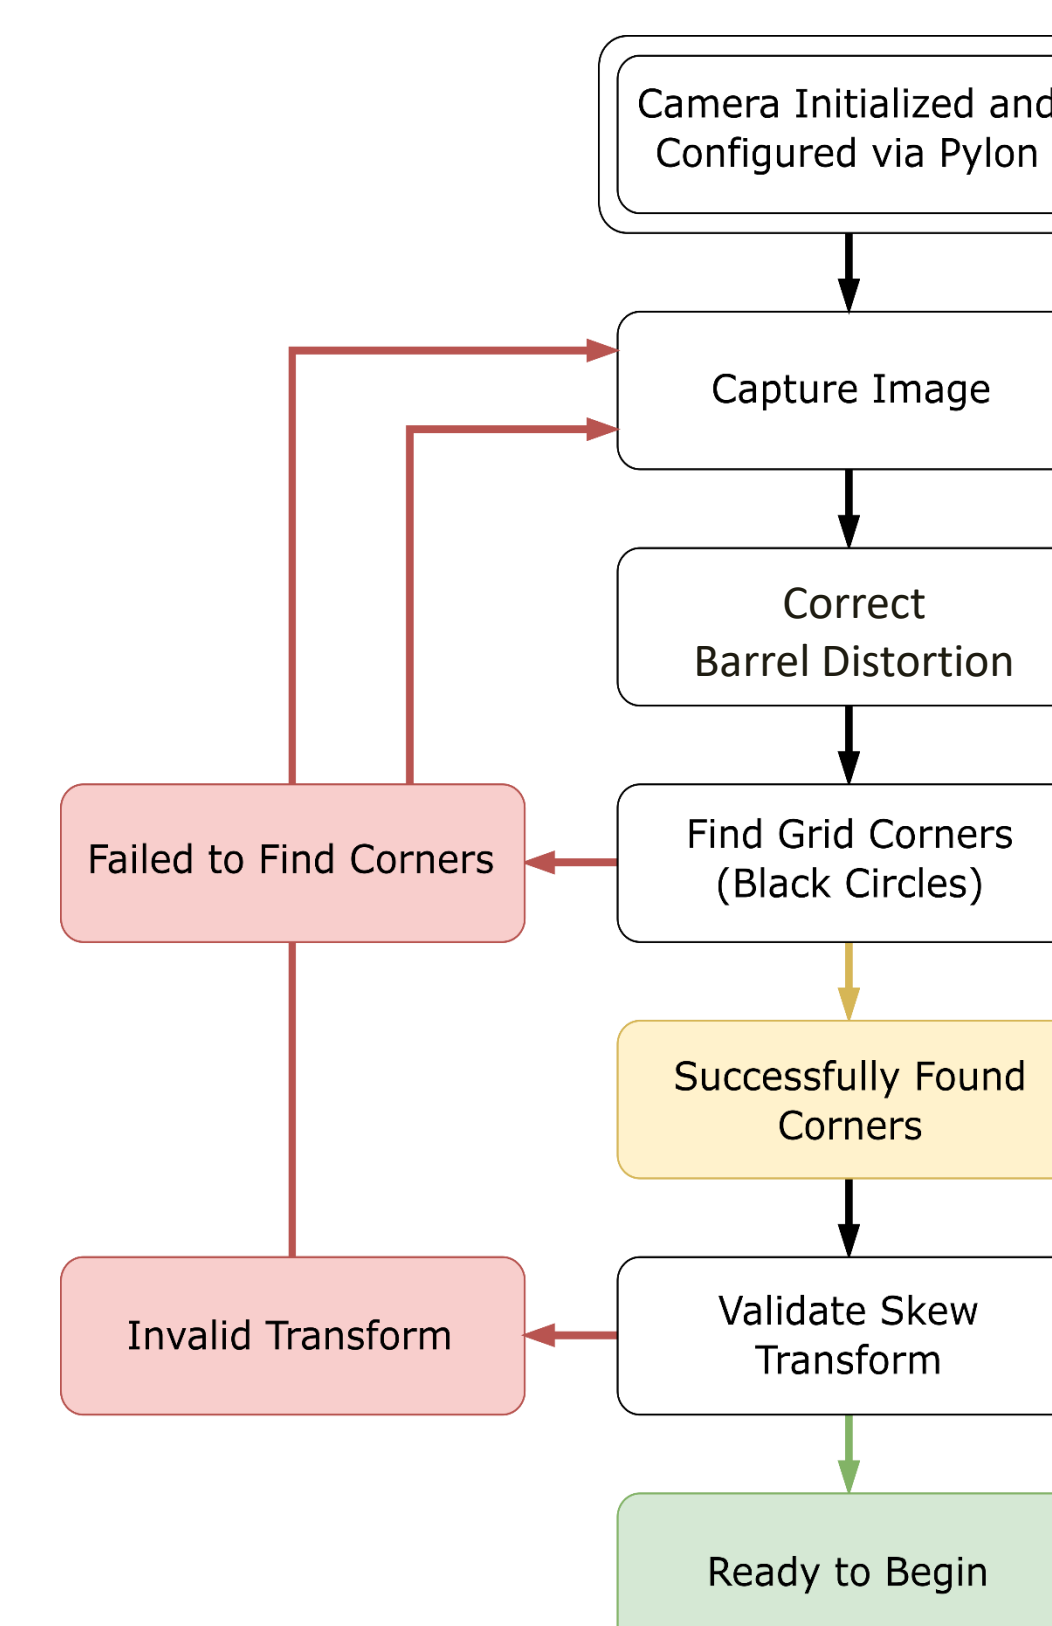 Camera Initialized and
Configured via Pylon
Capture Image
Correct
Barrel Distortion
Failed to Find Corners
Find Grid Corners
(Black Circles)
Successfully Found
Corners
Invalid Transform
Validate Skew
Transform
Ready to Begin